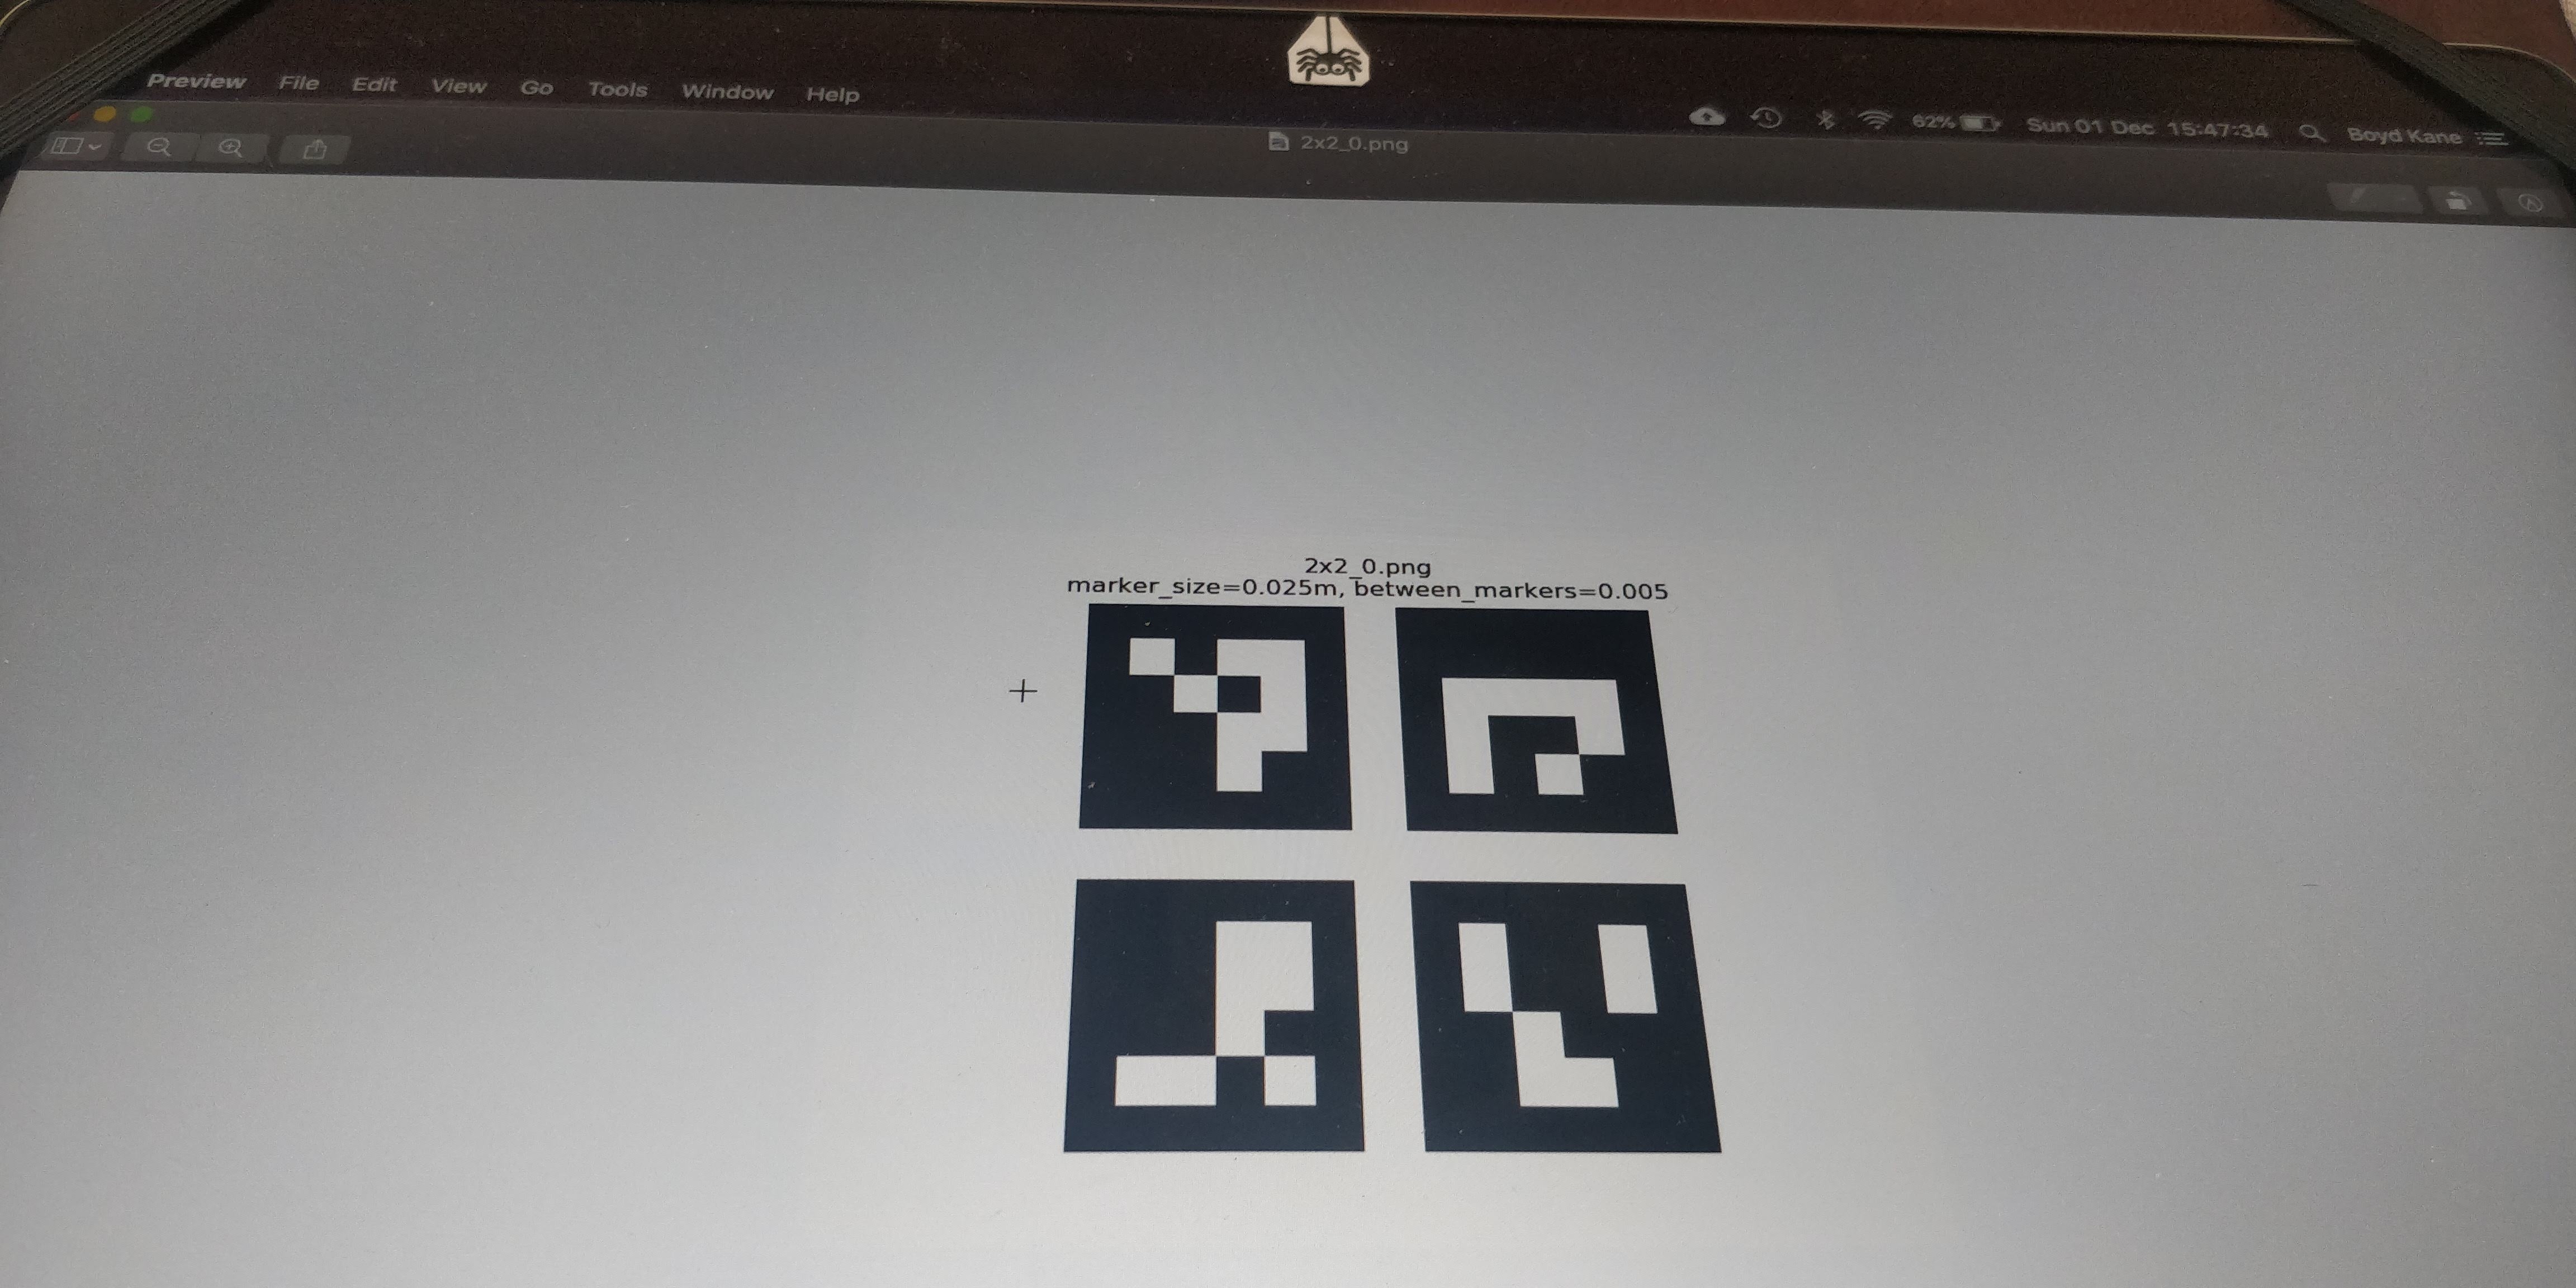 Preview File Edit View Go Tools Window Help
62% Sun 01 Dec 15:47:34 Boyd Kane
2x2_0.png
2x2_0.png
marker_size=0.025m, between_markers=0.005